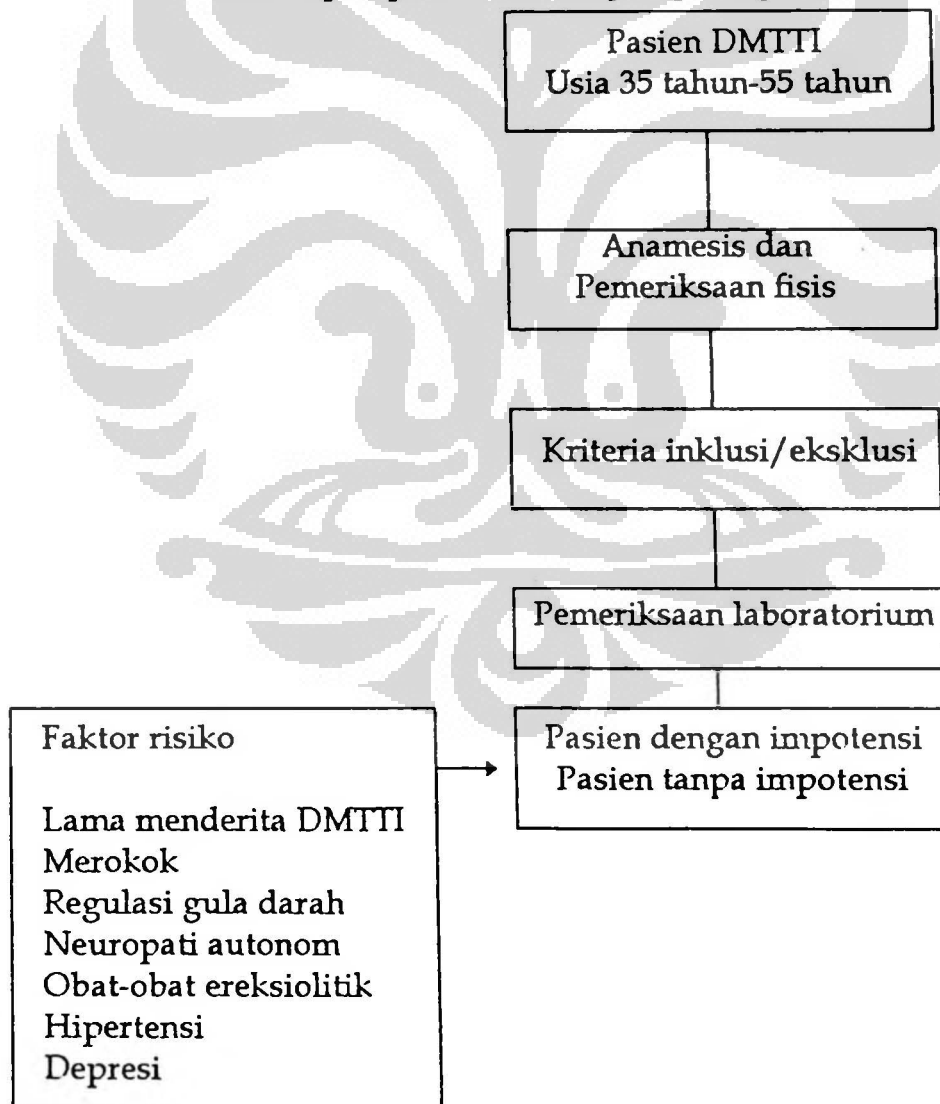 Pasien DMTTI
Usia 35 tahun-55 tahun
Anamesis dan
Pemeriksaan fisis
Kriteria inklusi/eksklusi
Pemeriksaan laboratorium
Faktor risiko
Lama menderita DMTTI
Merokok
Regulasi gula darah
Neuropati autonom
Obat-obat ereksiolitik
Hipertensi
Depresi
Pasien dengan impotensi
Pasien tanpa impotensi